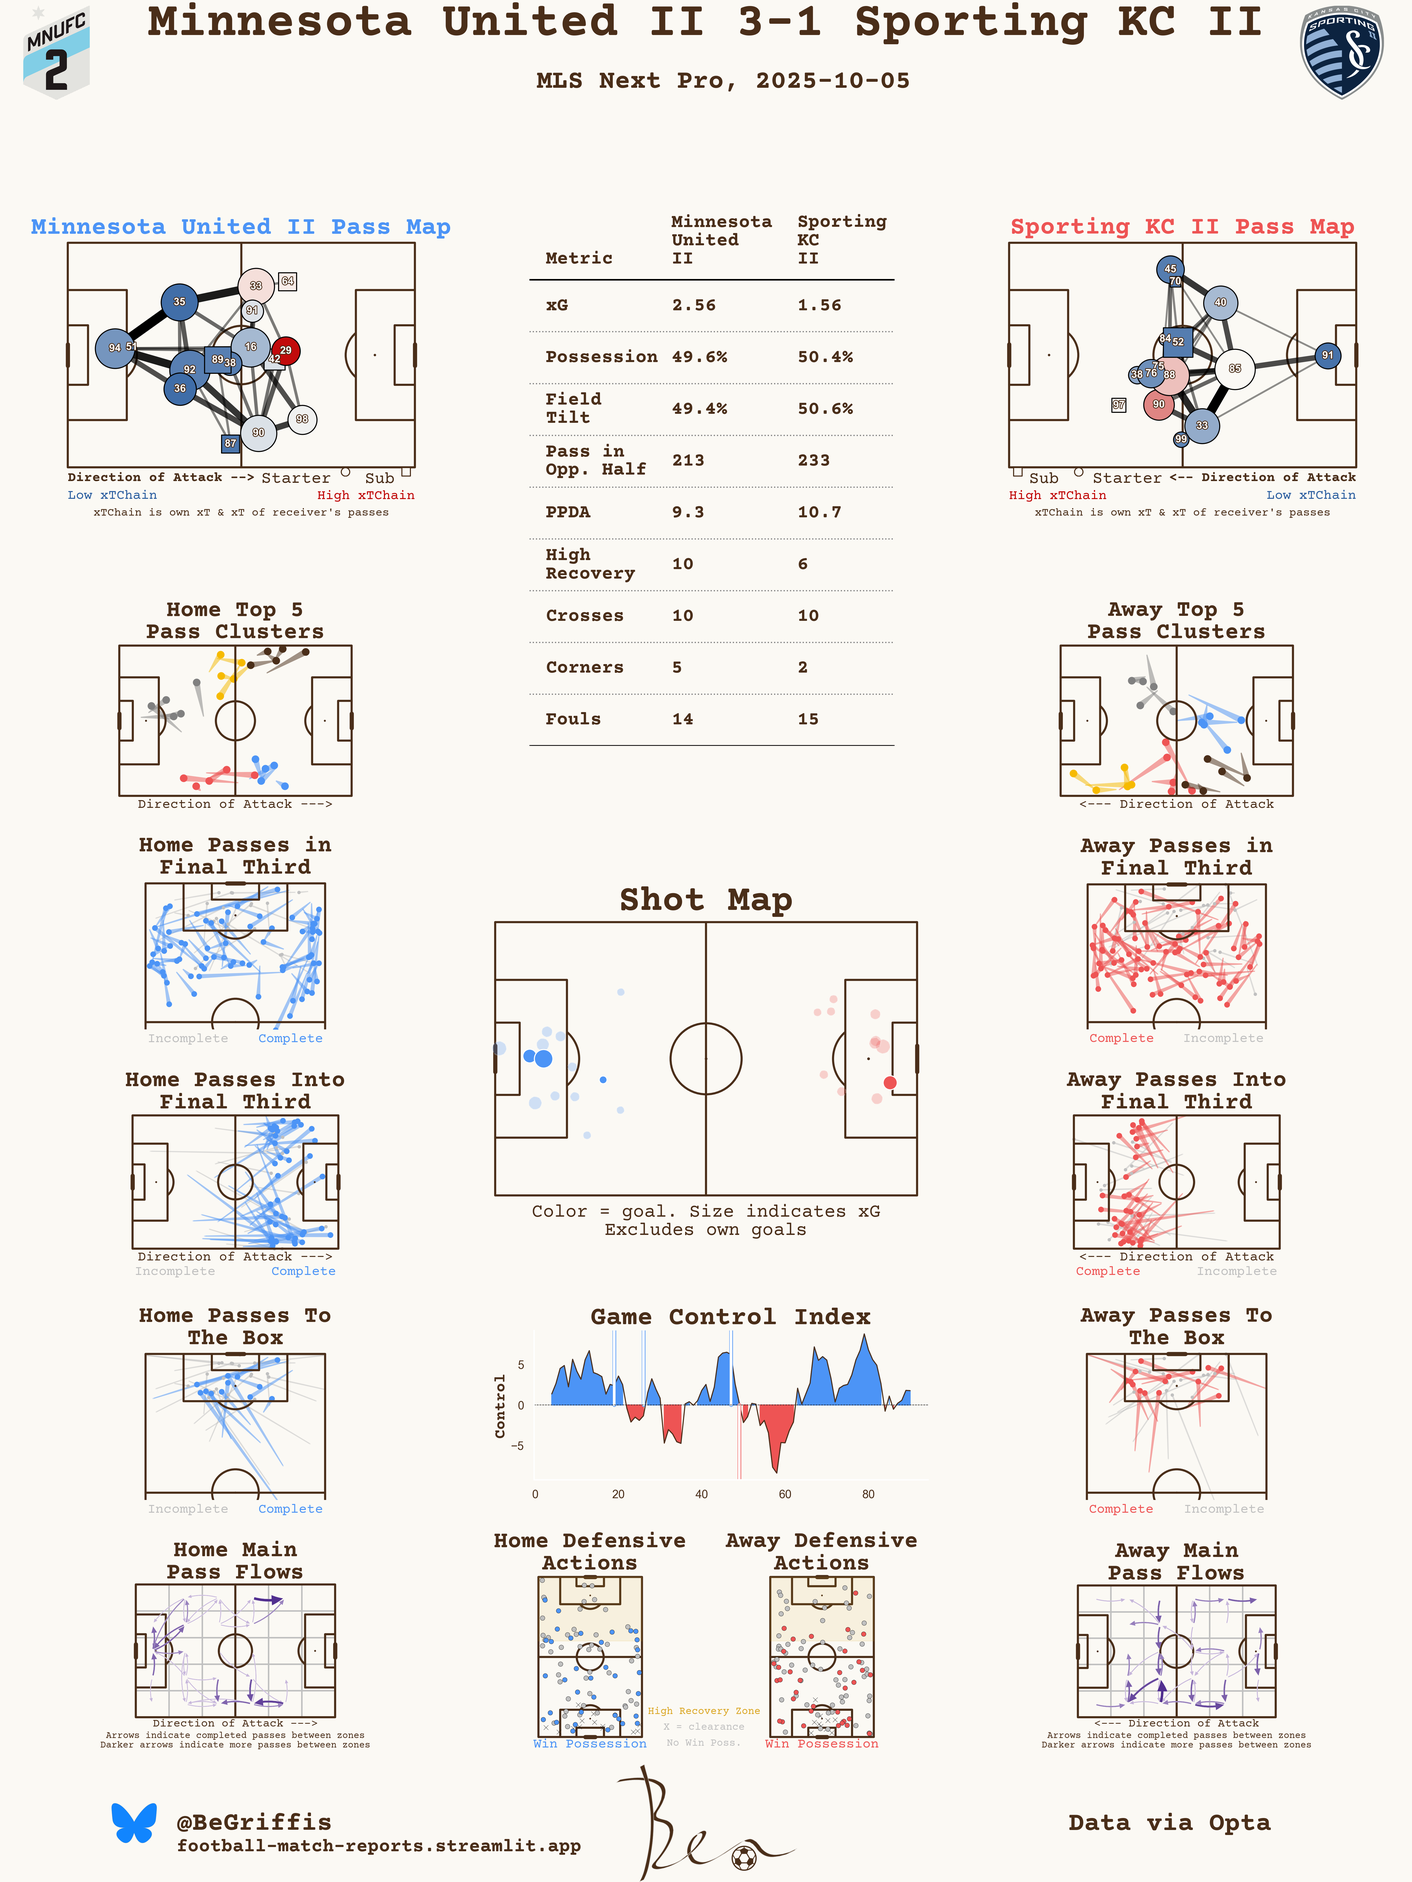 Minnesota United II 3-1 Sporting KC II
MLS Next Pro, 2025-10-05
MNUFC
2
KANSAS CITY
SPORTING
II
Minnesota United II Pass Map
35
33
64
91
94
51
16
29
89
38
42
92
36
98
90
87
Direction of Attack --> Starter Sub
Low xTChain High xTChain
xTChain is own xT & xT of receiver's passes
Metric Minnesota United II Sporting KC II
xG 2.56 1.56
Possession 49.6% 50.4%
Field Tilt 49.4% 50.6%
Pass in Opp. Half 213 233
PPDA 9.3 10.7
High Recovery 10 6
Crosses 10 10
Corners 5 2
Fouls 14 15
Sporting KC II Pass Map
45
70
40
84
52
91
75
38
76
88
85
97
90
33
99
Sub Starter <-- Direction of Attack
High xTChain Low xTChain
xTChain is own xT & xT of receiver's passes
Home Top 5
Pass Clusters
Direction of Attack --->
Away Top 5
Pass Clusters
<--- Direction of Attack
Home Passes in
Final Third
Incomplete Complete
Away Passes in
Final Third
Complete Incomplete
Shot Map
Color = goal. Size indicates xG
Excludes own goals
Home Passes Into
Final Third
Direction of Attack --->
Incomplete Complete
Away Passes Into
Final Third
<--- Direction of Attack
Complete Incomplete
Home Passes To
The Box
Incomplete Complete
Game Control Index
Control
5
0
−5
0 20 40 60 80
Away Passes To
The Box
Complete Incomplete
Home Main
Pass Flows
Direction of Attack --->
Arrows indicate completed passes between zones
Darker arrows indicate more passes between zones
Home Defensive
Actions
Win Possession
High Recovery Zone
X = clearance
No Win Poss.
Away Defensive
Actions
Win Possession
Away Main
Pass Flows
<--- Direction of Attack
Arrows indicate completed passes between zones
Darker arrows indicate more passes between zones
@BeGriffis
football-match-reports.streamlit.app
Ben
Data via Opta